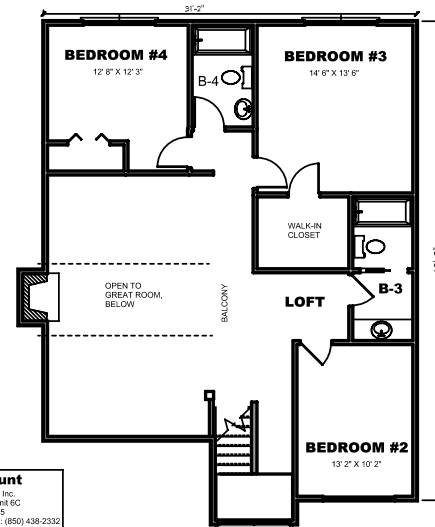 31'-2"
BEDROOM #4
12' 8" X 12' 3"
B-4
BEDROOM #3
14' 6" X 13' 6"
WALK-IN
CLOSET
OPEN TO
GREAT ROOM,
BELOW
BALCONY
LOFT
B-3
BEDROOM #2
13' 2" X 10' 2"
unt
Inc.
nit 6C
5
: (850) 438-2332